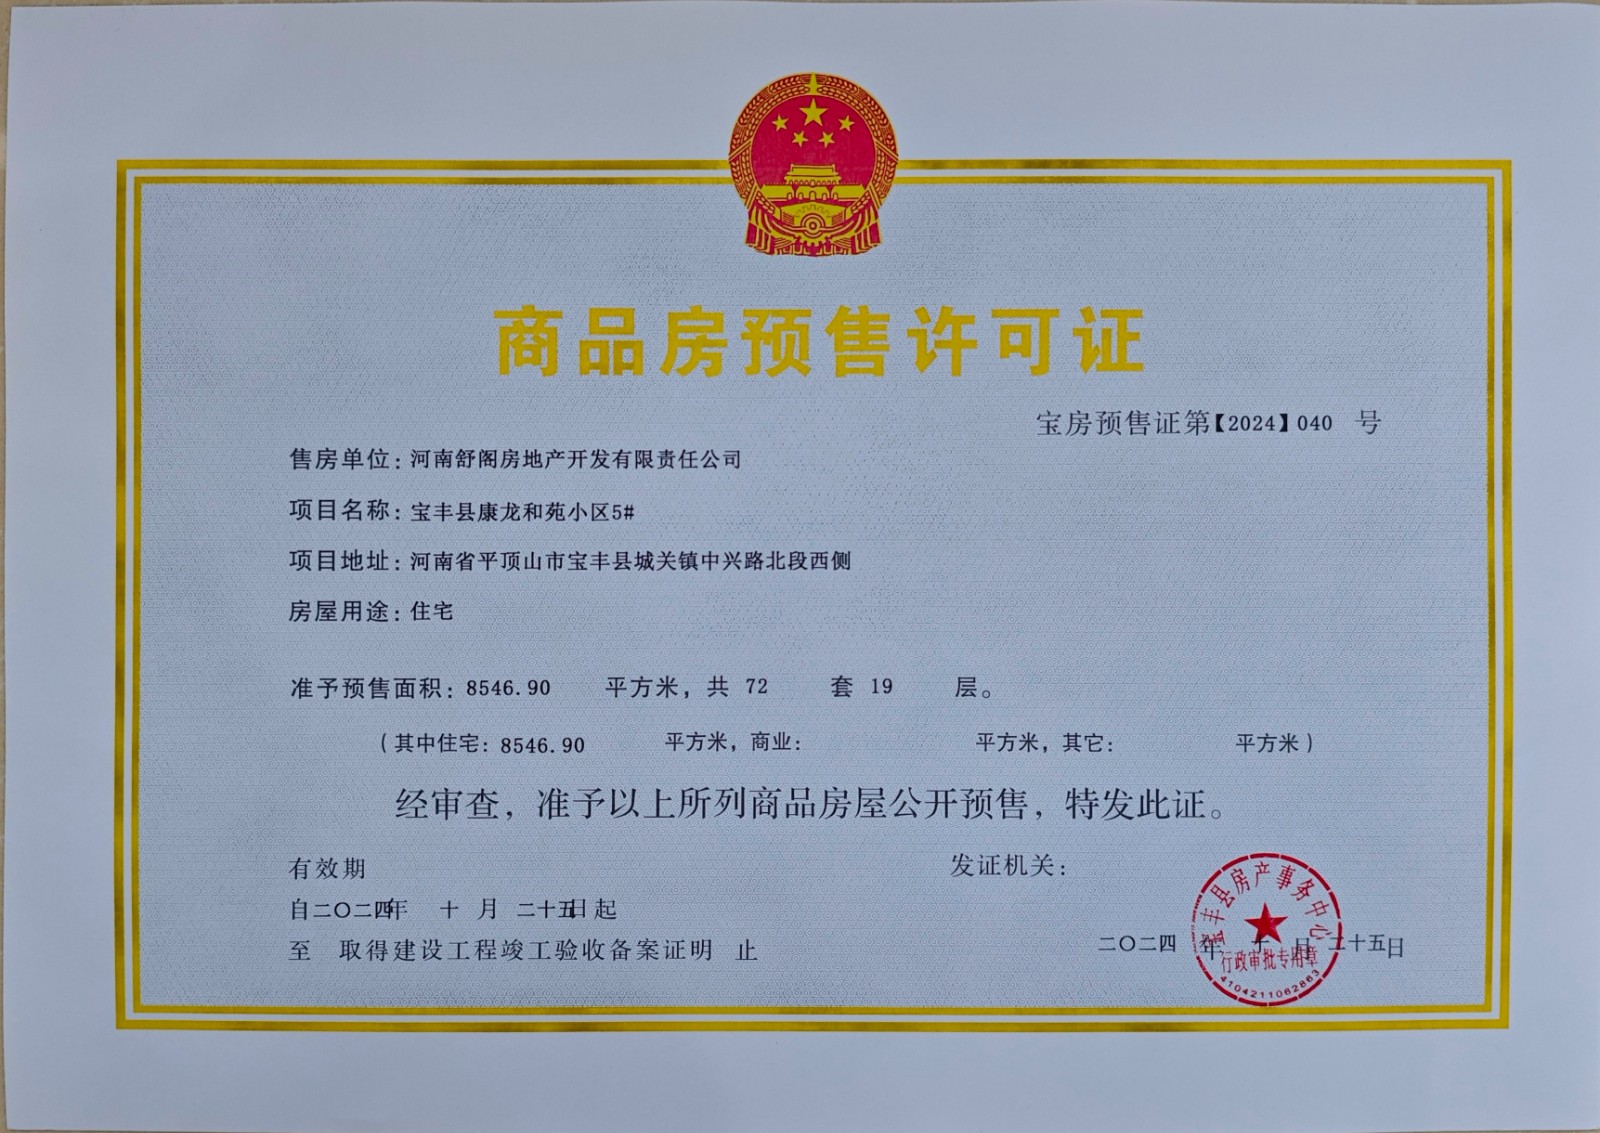 商品房预售许可证
宝房预售证第【2024】040 号
售房单位：河南舒阁房地产开发有限责任公司
项目名称：宝丰县康龙和苑小区5#
项目地址：河南省平顶山市宝丰县城关镇中兴路北段西侧
房屋用途：住宅
准予预售面积：8546.90 平方米，共 72 套 19 层。
（其中住宅：8546.90 平方米，商业： 平方米，其它： 平方米）
经审查，准予以上所列商品房屋公开预售，特发此证。
有效期
发证机关：
自二〇二四年 十 月 二十五日起
至 取得建设工程竣工验收备案证明 止
二〇二四 年 十 月 二十五日
宝丰县房产事务中心
行政审批专用章
4104211062863